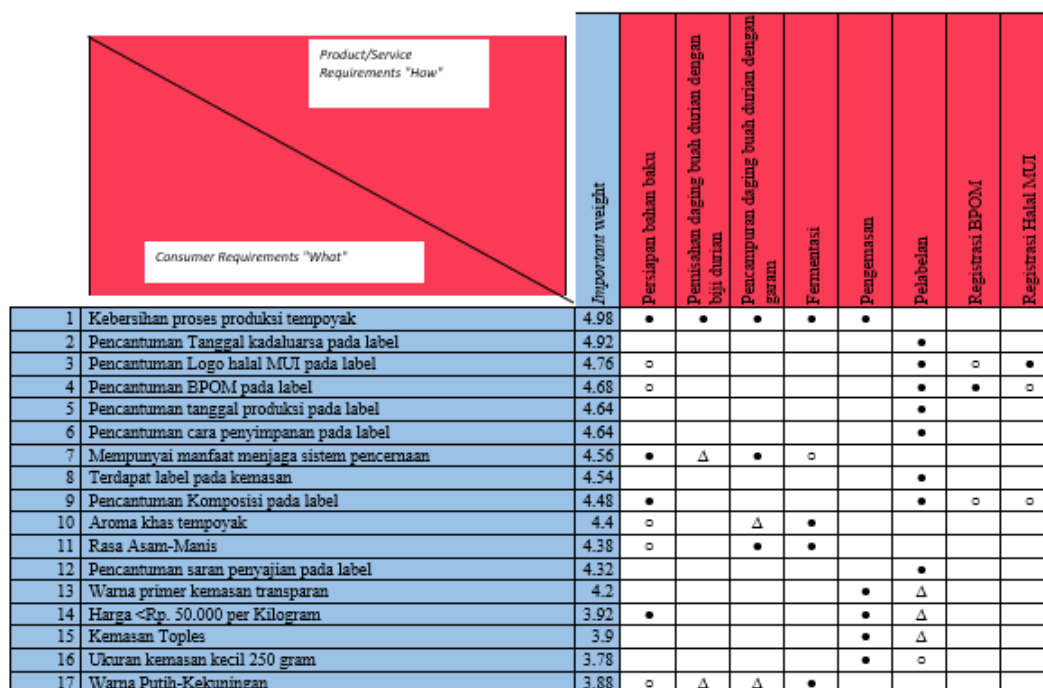 Product/Service
Requirements "How"
Consumer Requirements "What"
Important weight
Persiapan bahan baku
Pemisahan daging buah durian dengan
biji durian
Pencampuran daging buah durian dengan
garam
Fermentasi
Pengemasan
Pelabelan
Registrasi BPOM
Registrasi Halal MUI
1 Kebersihan proses produksi tempoyak 4.98 ● ● ● ● ●
2 Pencantuman Tanggal kadaluarsa pada label 4.92 ●
3 Pencantuman Logo halal MUI pada label 4.76 ○ ● ○ ●
4 Pencantuman BPOM pada label 4.68 ○ ● ● ○
5 Pencantuman tanggal produksi pada label 4.64 ●
6 Pencantuman cara penyimpanan pada label 4.64 ●
7 Mempunyai manfaat menjaga sistem pencernaan 4.56 ● Δ ● ○
8 Terdapat label pada kemasan 4.54 ●
9 Pencantuman Komposisi pada label 4.48 ● ● ○ ○
10 Aroma khas tempoyak 4.4 ○ Δ ●
11 Rasa Asam-Manis 4.38 ○ ● ●
12 Pencantuman saran penyajian pada label 4.32 ●
13 Warna primer kemasan transparan 4.2 ● Δ
14 Harga <Rp. 50.000 per Kilogram 3.92 ● ● Δ
15 Kemasan Toples 3.9 ● Δ
16 Ukuran kemasan kecil 250 gram 3.78 ● ○
17 Warna Putih-Kekuningan 3.88 ○ Δ Δ ●